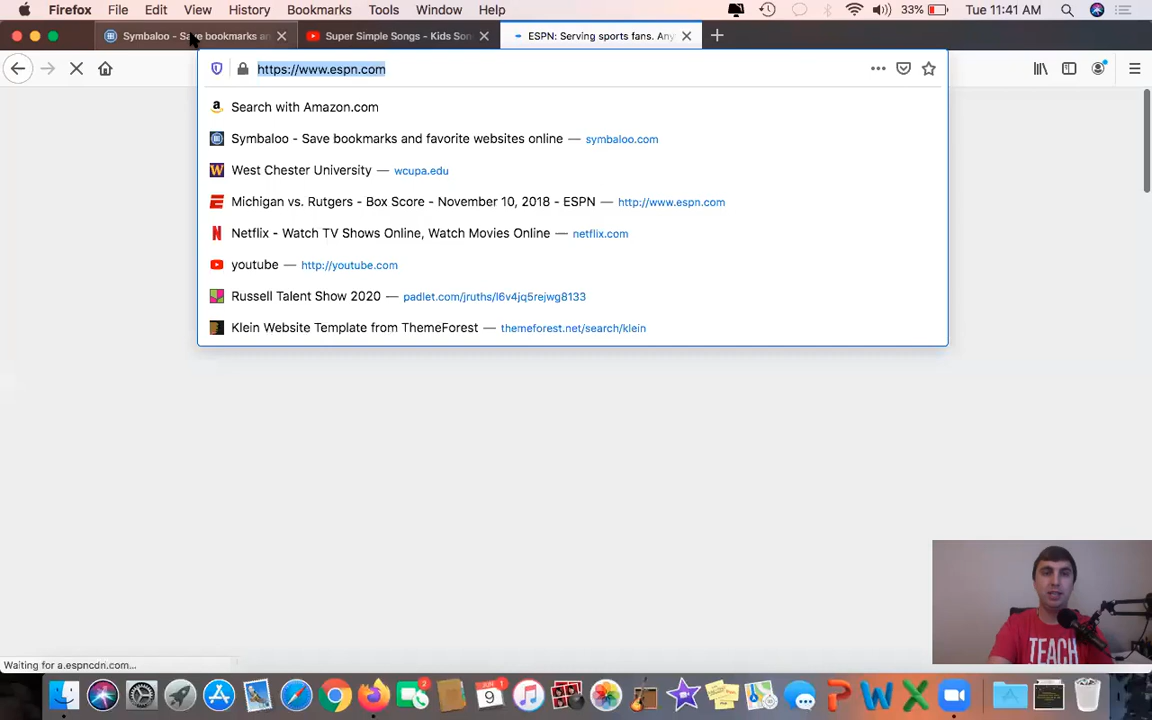 Firefox File Edit View History Bookmarks Tools Window Help 33% Tue 11:41 AM
Symbaloo - Save bookmarks an Super Simple Songs - Kids Son ESPN: Serving sports fans. Any
https://www.espn.com
Search with Amazon.com
Symbaloo - Save bookmarks and favorite websites online — symbaloo.com
West Chester University — wcupa.edu
Michigan vs. Rutgers - Box Score - November 10, 2018 - ESPN — http://www.espn.com
Netflix - Watch TV Shows Online, Watch Movies Online — netflix.com
youtube — http://youtube.com
Russell Talent Show 2020 — padlet.com/jruths/l6v4jq5rejwg8133
Klein Website Template from ThemeForest — themeforest.net/search/klein
TEACH
Waiting for a.espncdn.com...
2
JUN
9
1